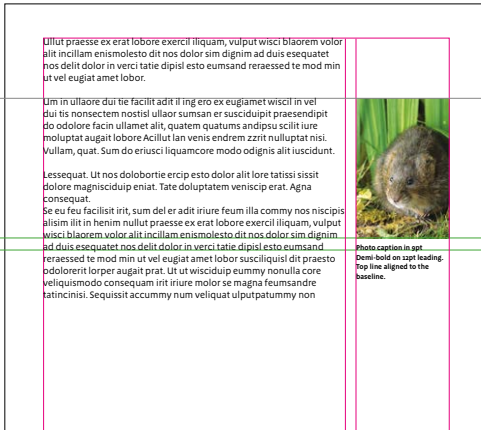 Ullut praesse ex erat lobore exercil iliquam, vulput wisci blaorem volor
alit incillam enismolesto dit nos dolor sim dignim ad duis esequatet
nos delit dolor in verci tatie dipisl esto eumsand reraessed te mod min
ut vel eugiat amet lobor.
Um in ullaore dui tie facilit adit il ing ero ex eugiamet wiscil in vel
dui tis nonsectem nostisl ullaor sumsan er susciduipit praesendipit
do odolore facin ullamet alit, quatem quatums andipsu scilit iure
moluptat augait lobore Acillut lan venis endrem zzrit nulluptat nisi.
Vullam, quat. Sum do eriusci liquamcore modo odignis alit iuscidunt.
Lessequat. Ut nos dolobortie ercip esto dolor alit lore tatissi sissit
dolore magnisciduip eniat. Tate doluptatem veniscip erat. Agna
consequat.
Se eu feu facilisit irit, sum del er adit iriure feum illa commy nos niscipis
alisim ilit in henim nullut praesse ex erat lobore exercil iliquam, vulput
wisci blaorem volor alit incillam enismolesto dit nos dolor sim dignim
ad duis esequatet nos delit dolor in verci tatie dipisl esto eumsand
reraessed te mod min ut vel eugiat amet lobor susciliquisl dit praesto
odolorerit lorper augait prat. Ut ut wisciduip eummy nonulla core
veliquismodo consequam irit iriure molor se magna feumsandre
tatincinisi. Sequissit accummy num veliquat ulputpatummy non
Photo caption in 9pt
Demi-bold on 12pt leading.
Top line aligned to the
baseline.